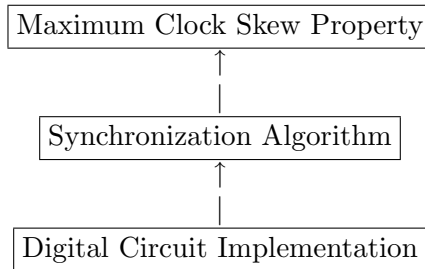 Maximum Clock Skew Property
Synchronization Algorithm
Digital Circuit Implementation